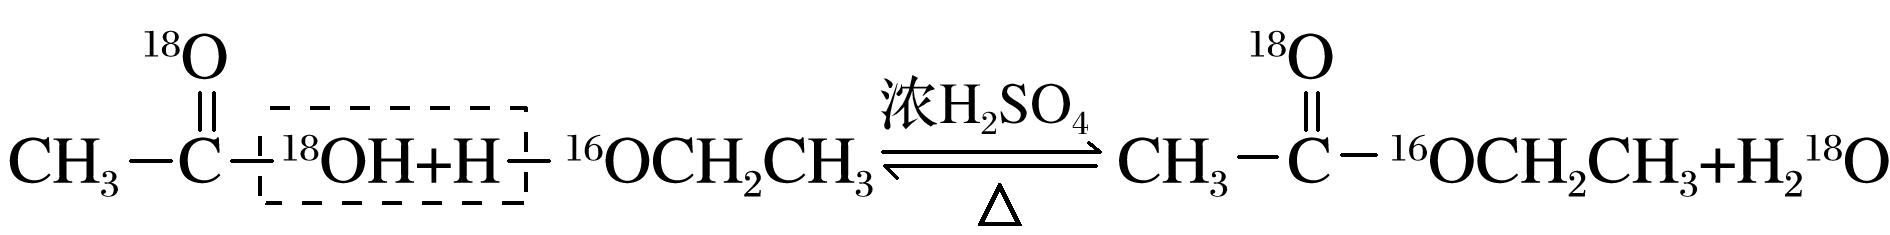 ¹⁸O ¹⁸O
浓H₂SO₄
CH₃—C—¹⁸OH+H—¹⁶OCH₂CH₃ ⇌ CH₃—C—¹⁶OCH₂CH₃+H₂¹⁸O
△